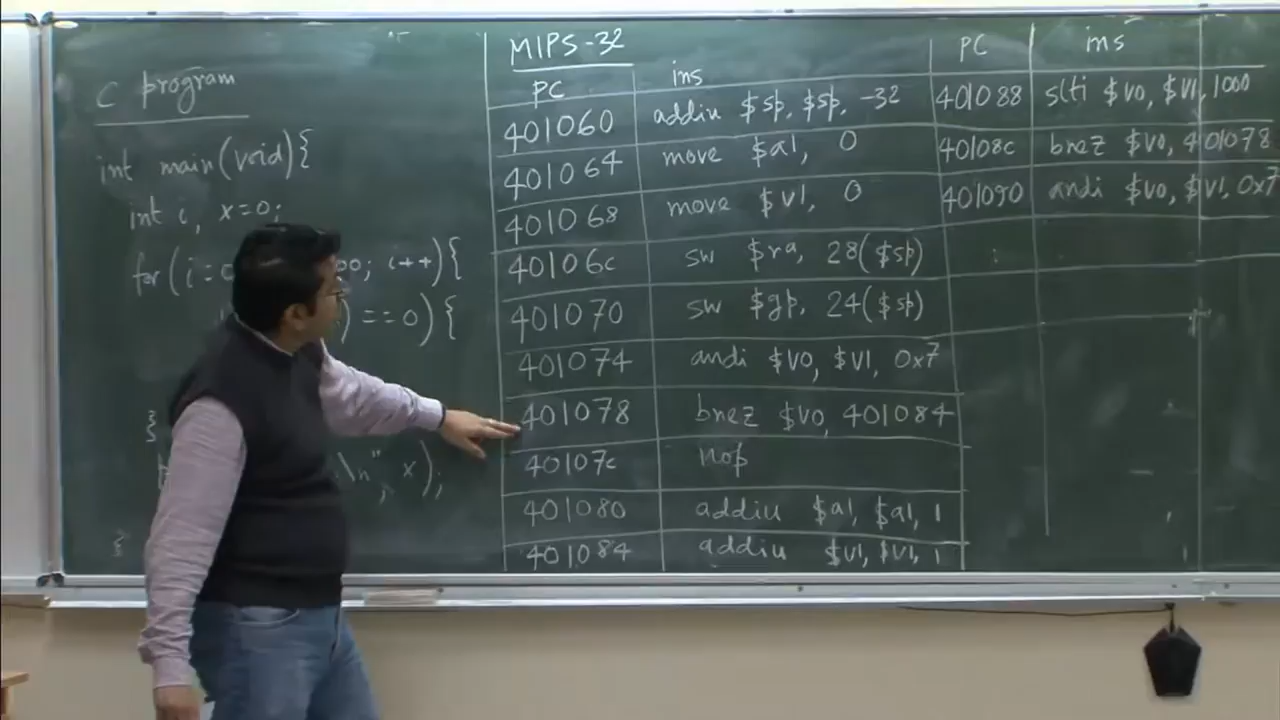 C program
int main(void){
int i, x=0;
for (i=0 00; i++){
) ==0){
}
\n", x);
}
MIPS-32
PC ins
401060 addiu $sp, $sp, -32
401064 move $a1, 0
401068 move $v1, 0
40106c sw $ra, 28($sp)
401070 sw $gp, 24($sp)
401074 andi $v0, $v1, 0x7
401078 bnez $v0, 401084
40107c nop
401080 addiu $a1, $a1, 1
401084 addiu $v1, $v1, 1
PC ins
401088 slti $v0, $v1, 1000
40108c bnez $v0, 401078
401090 andi $v0, $v1, 0x7
: